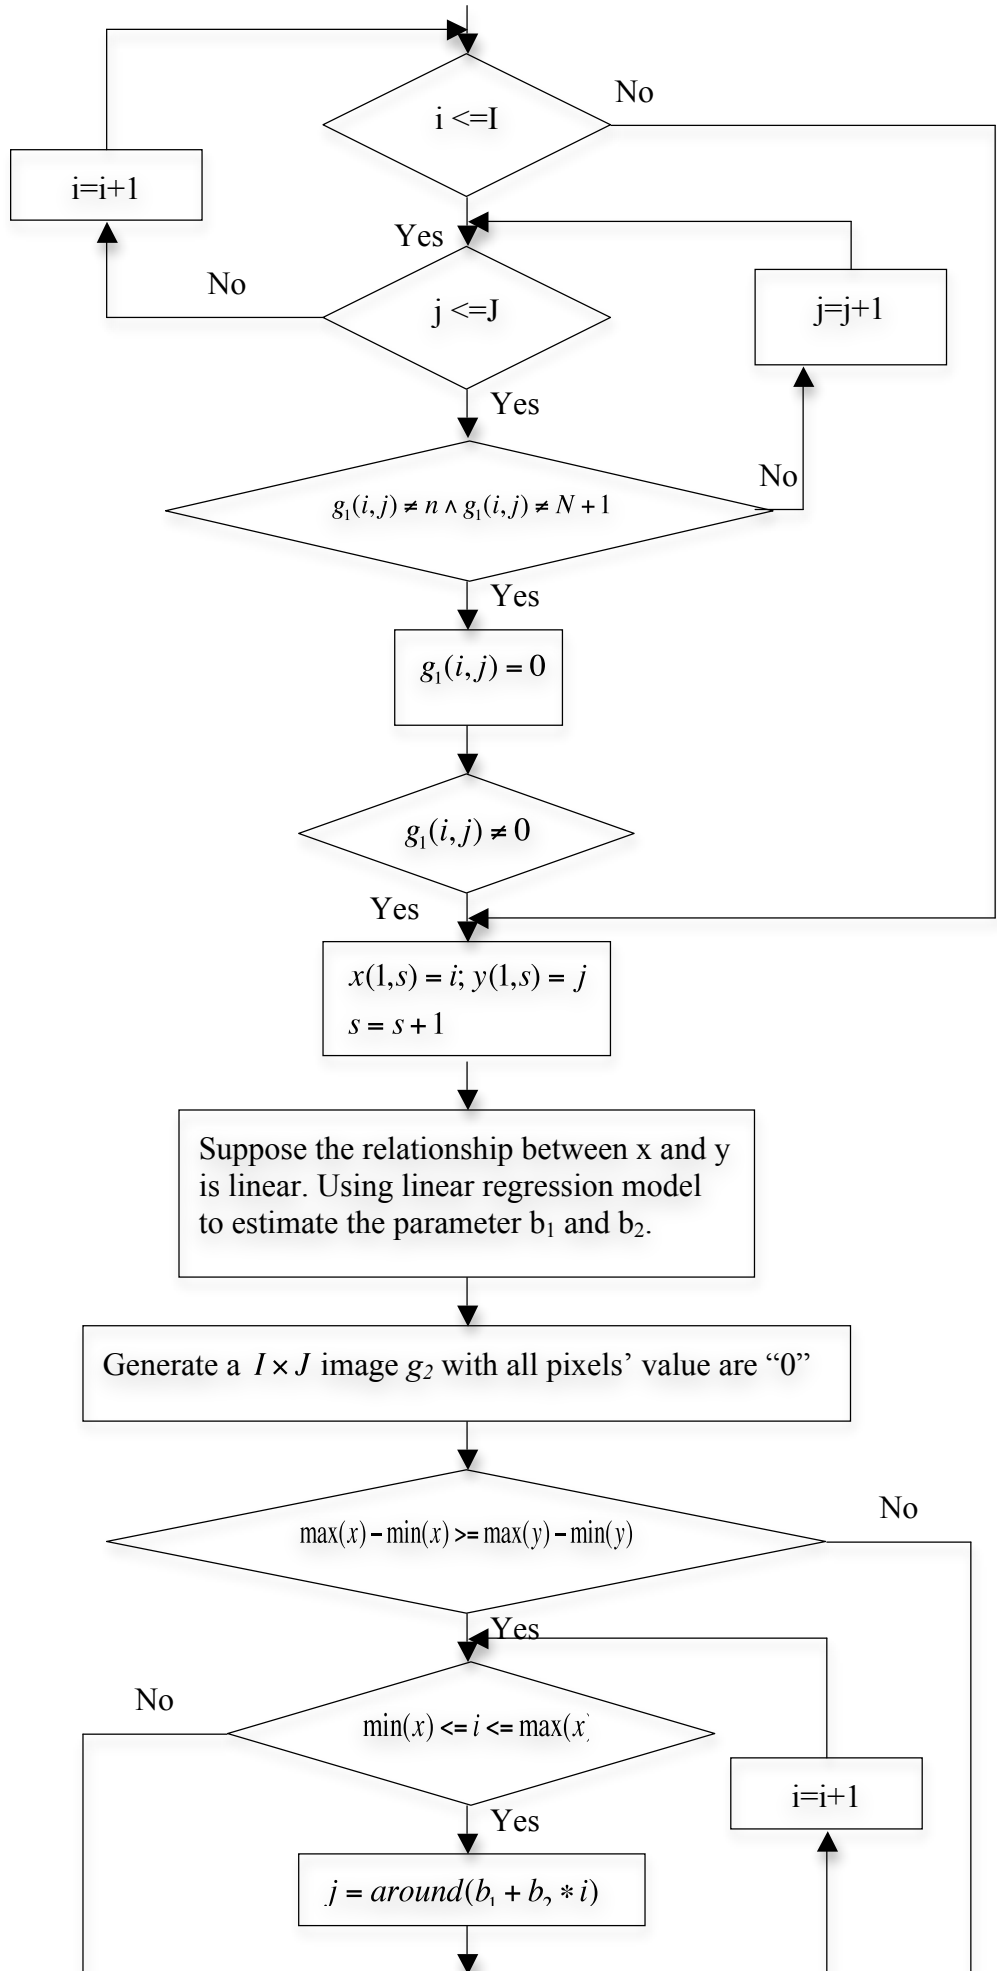 i <=I
No
i=i+1
Yes
No
j <=J
j=j+1
Yes
No
g₁(i,j) ≠ n ∧ g₁(i,j) ≠ N + 1
Yes
g₁(i,j) = 0
g₁(i,j) ≠ 0
Yes
x(1,s) = i; y(1,s) = j
s = s + 1
Suppose the relationship between x and y
is linear. Using linear regression model
to estimate the parameter b₁ and b₂.
Generate a I × J image g₂ with all pixels’ value are “0”
No
max(x) − min(x) >= max(y) − min(y)
Yes
No
min(x) <= i <= max(x)
i=i+1
Yes
j = around(b₁ + b₂ * i)